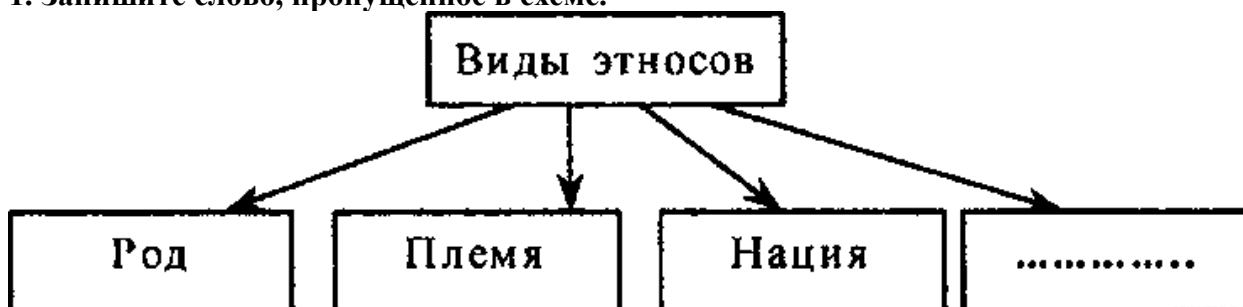 1. Запишите слово, пропущенное в схеме.
Виды этносов
Род
Племя
Нация
..............